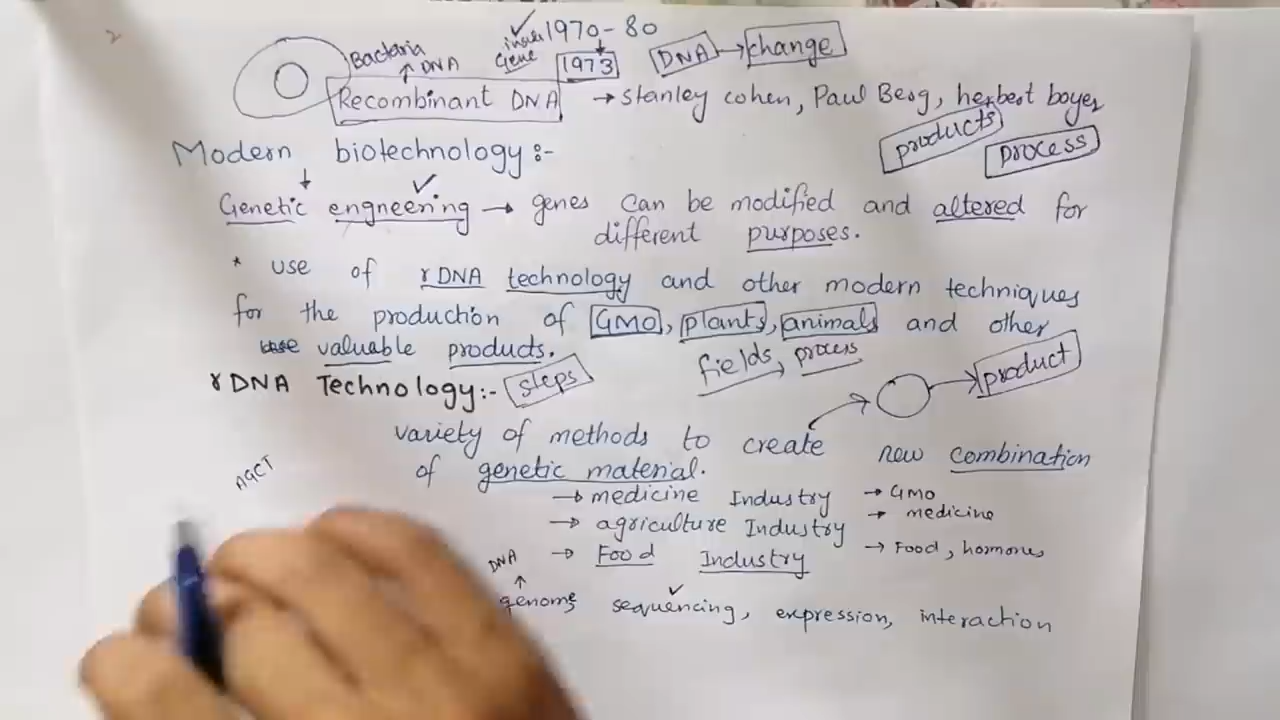 2
1970-80
Bacteria
inser
Gene
DNA
1973
DNA → change
Recombinant DNA → Stanley cohen, Paul Berg, herbert boyer
products
process
Modern biotechnology :-
Genetic engneering → genes can be modified and altered for
different purposes.
* use of rDNA technology and other modern techniques
for the production of GMO, plants, animals and other
valuable products.
fields, process
rDNA Technology:- steps
product
variety of methods to create new combination
of genetic material.
AGCT
→ medicine Industry → GMO
→ medicine
→ agriculture Industry
→ Food Industry → Food, hormones
DNA
genome sequencing, expression, interaction